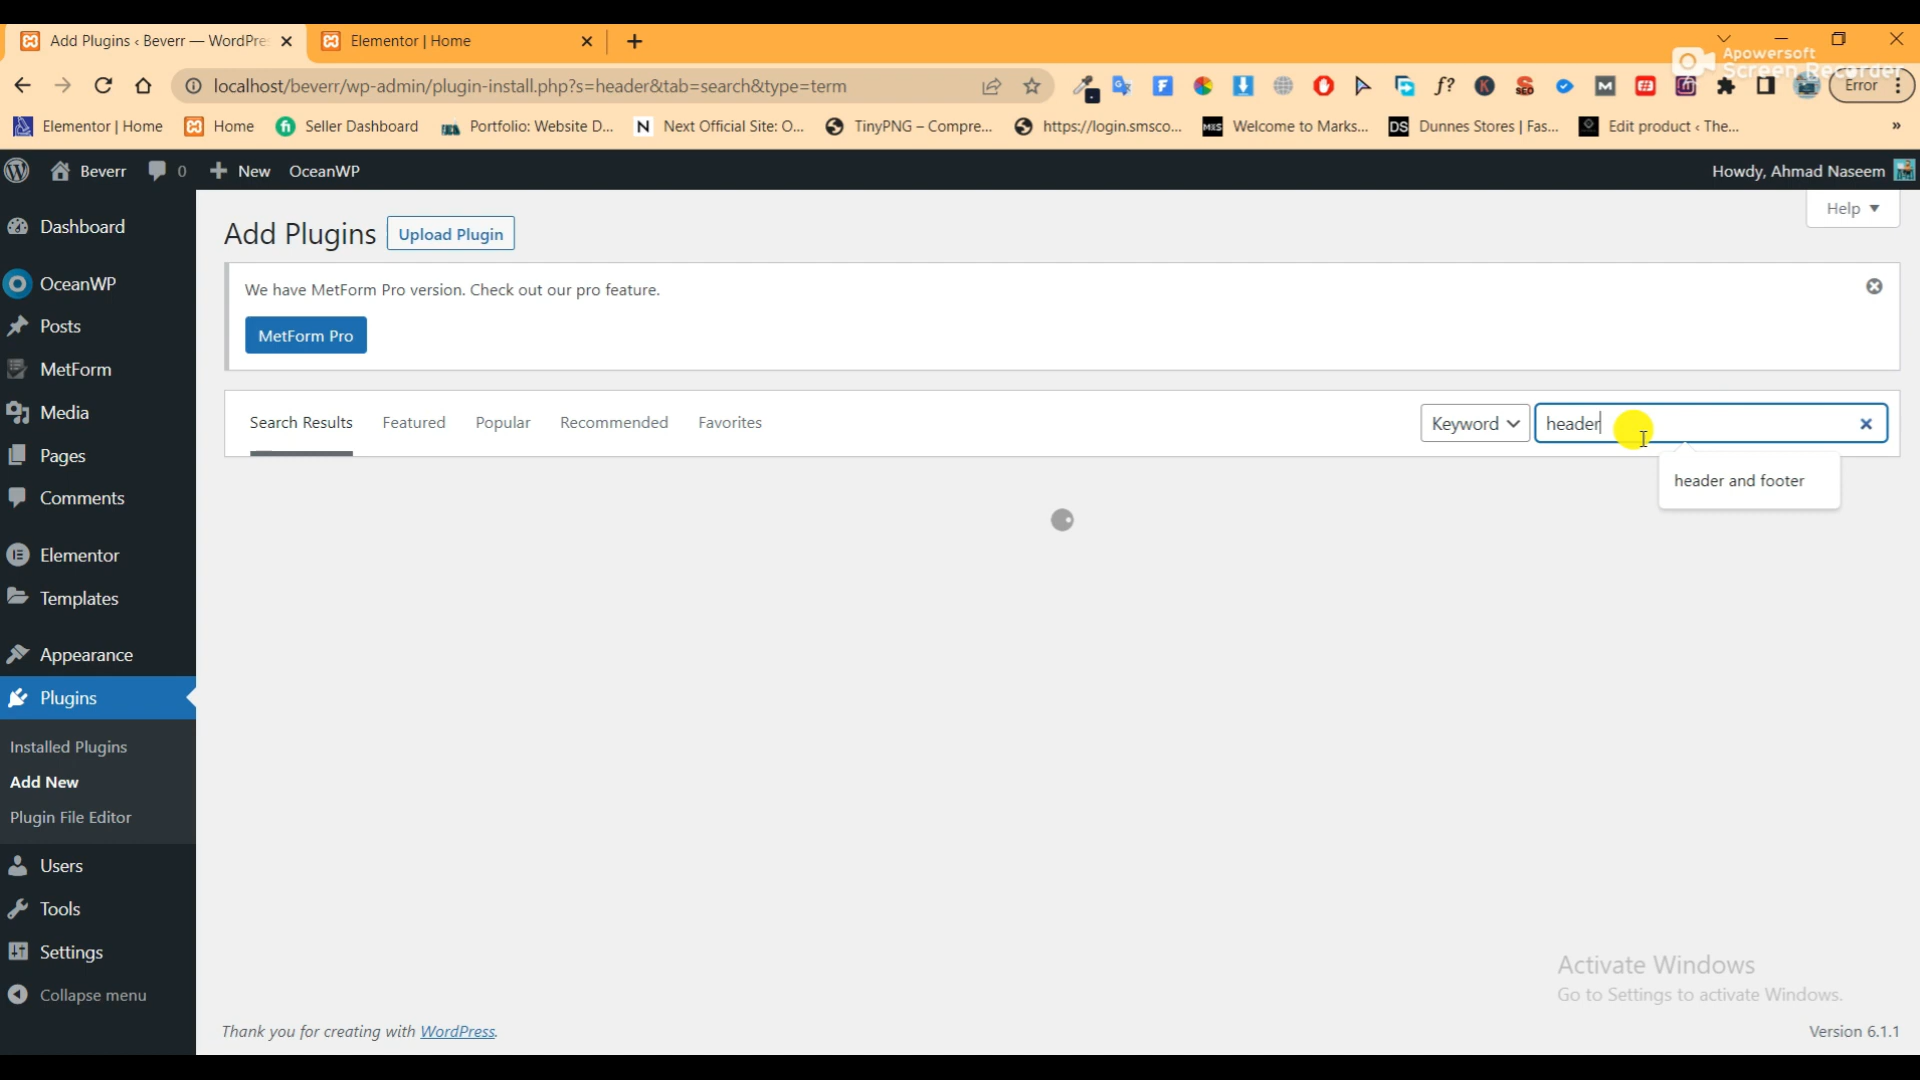 Add Plugins ‹ Beverr — WordPre
Elementor | Home
Apowersoft
Screen Recorder
localhost/beverr/wp-admin/plugin-install.php?s=header&tab=search&type=term
f?
SEO
Error
Elementor | Home
Home
Seller Dashboard
Portfolio: Website D...
Next Official Site: O...
TinyPNG – Compre...
https://login.smsco...
M&S
Welcome to Marks...
DS
Dunnes Stores | Fas...
Edit product ‹ The...
»
Beverr
0
New
OceanWP
Howdy, Ahmad Naseem
Dashboard
OceanWP
Posts
MetForm
Media
Pages
Comments
Elementor
Templates
Appearance
Plugins
Installed Plugins
Add New
Plugin File Editor
Users
Tools
Settings
Collapse menu
Help
Add Plugins
Upload Plugin
We have MetForm Pro version. Check out our pro feature.
MetForm Pro
Search Results
Featured
Popular
Recommended
Favorites
Keyword
header
header and footer
Activate Windows
Go to Settings to activate Windows.
Thank you for creating with WordPress.
Version 6.1.1